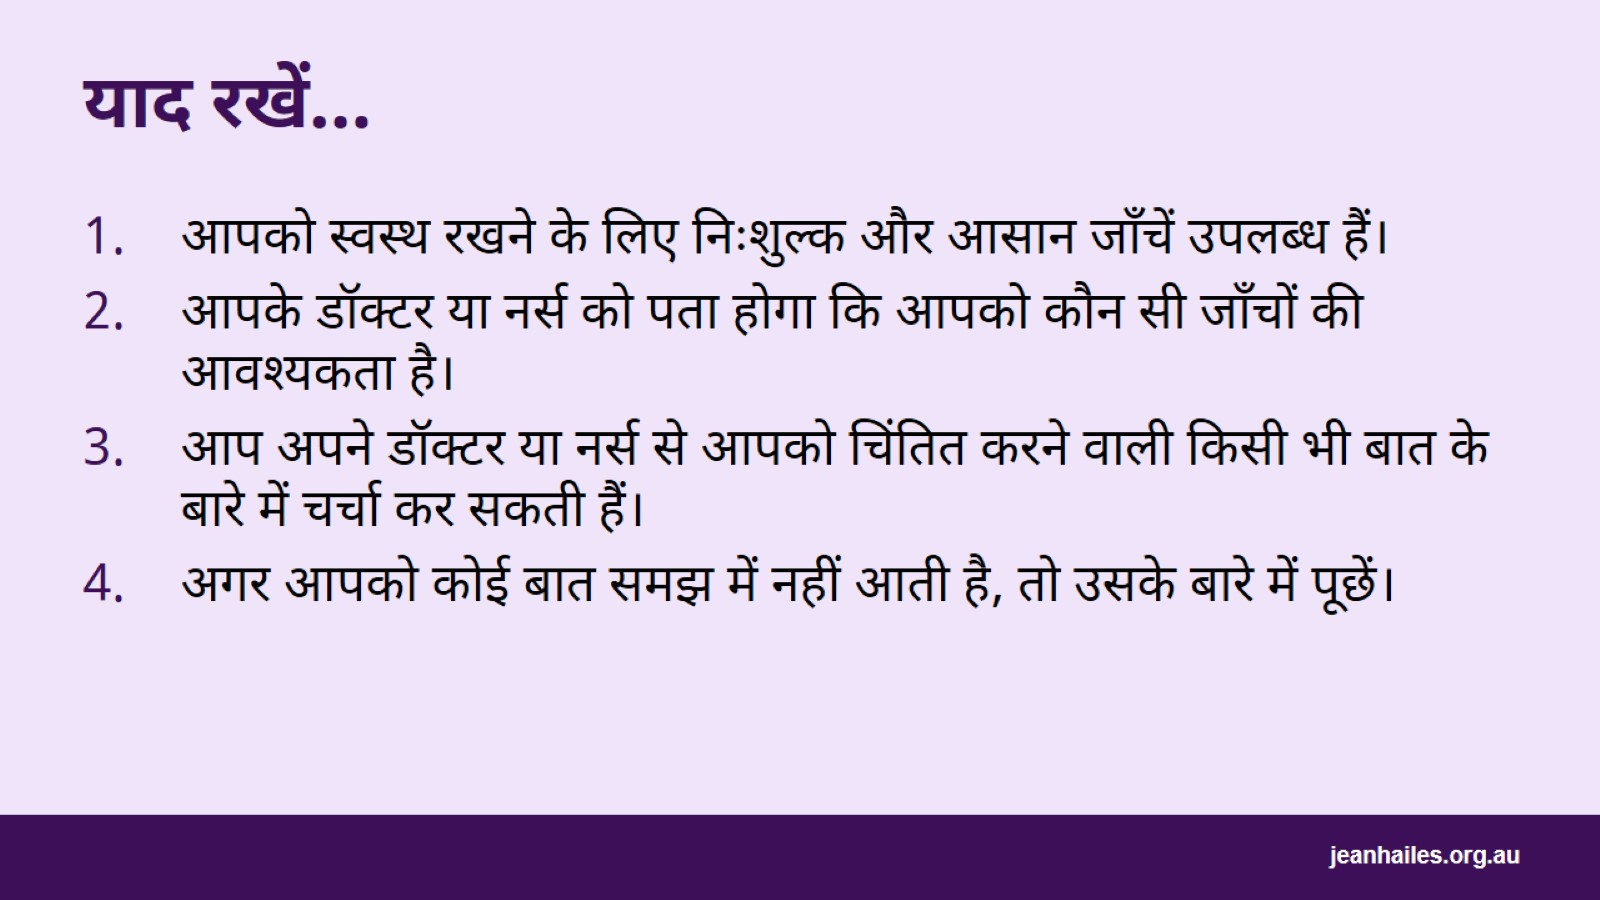 याद रखें...
1. आपको स्वस्थ रखने के लिए निःशुल्क और आसान जाँचें उपलब्ध हैं।
2. आपके डॉक्टर या नर्स को पता होगा कि आपको कौन सी जाँचों की
आवश्यकता है।
3. आप अपने डॉक्टर या नर्स से आपको चिंतित करने वाली किसी भी बात के
बारे में चर्चा कर सकती हैं।
4. अगर आपको कोई बात समझ में नहीं आती है, तो उसके बारे में पूछें।
jeanhailes.org.au